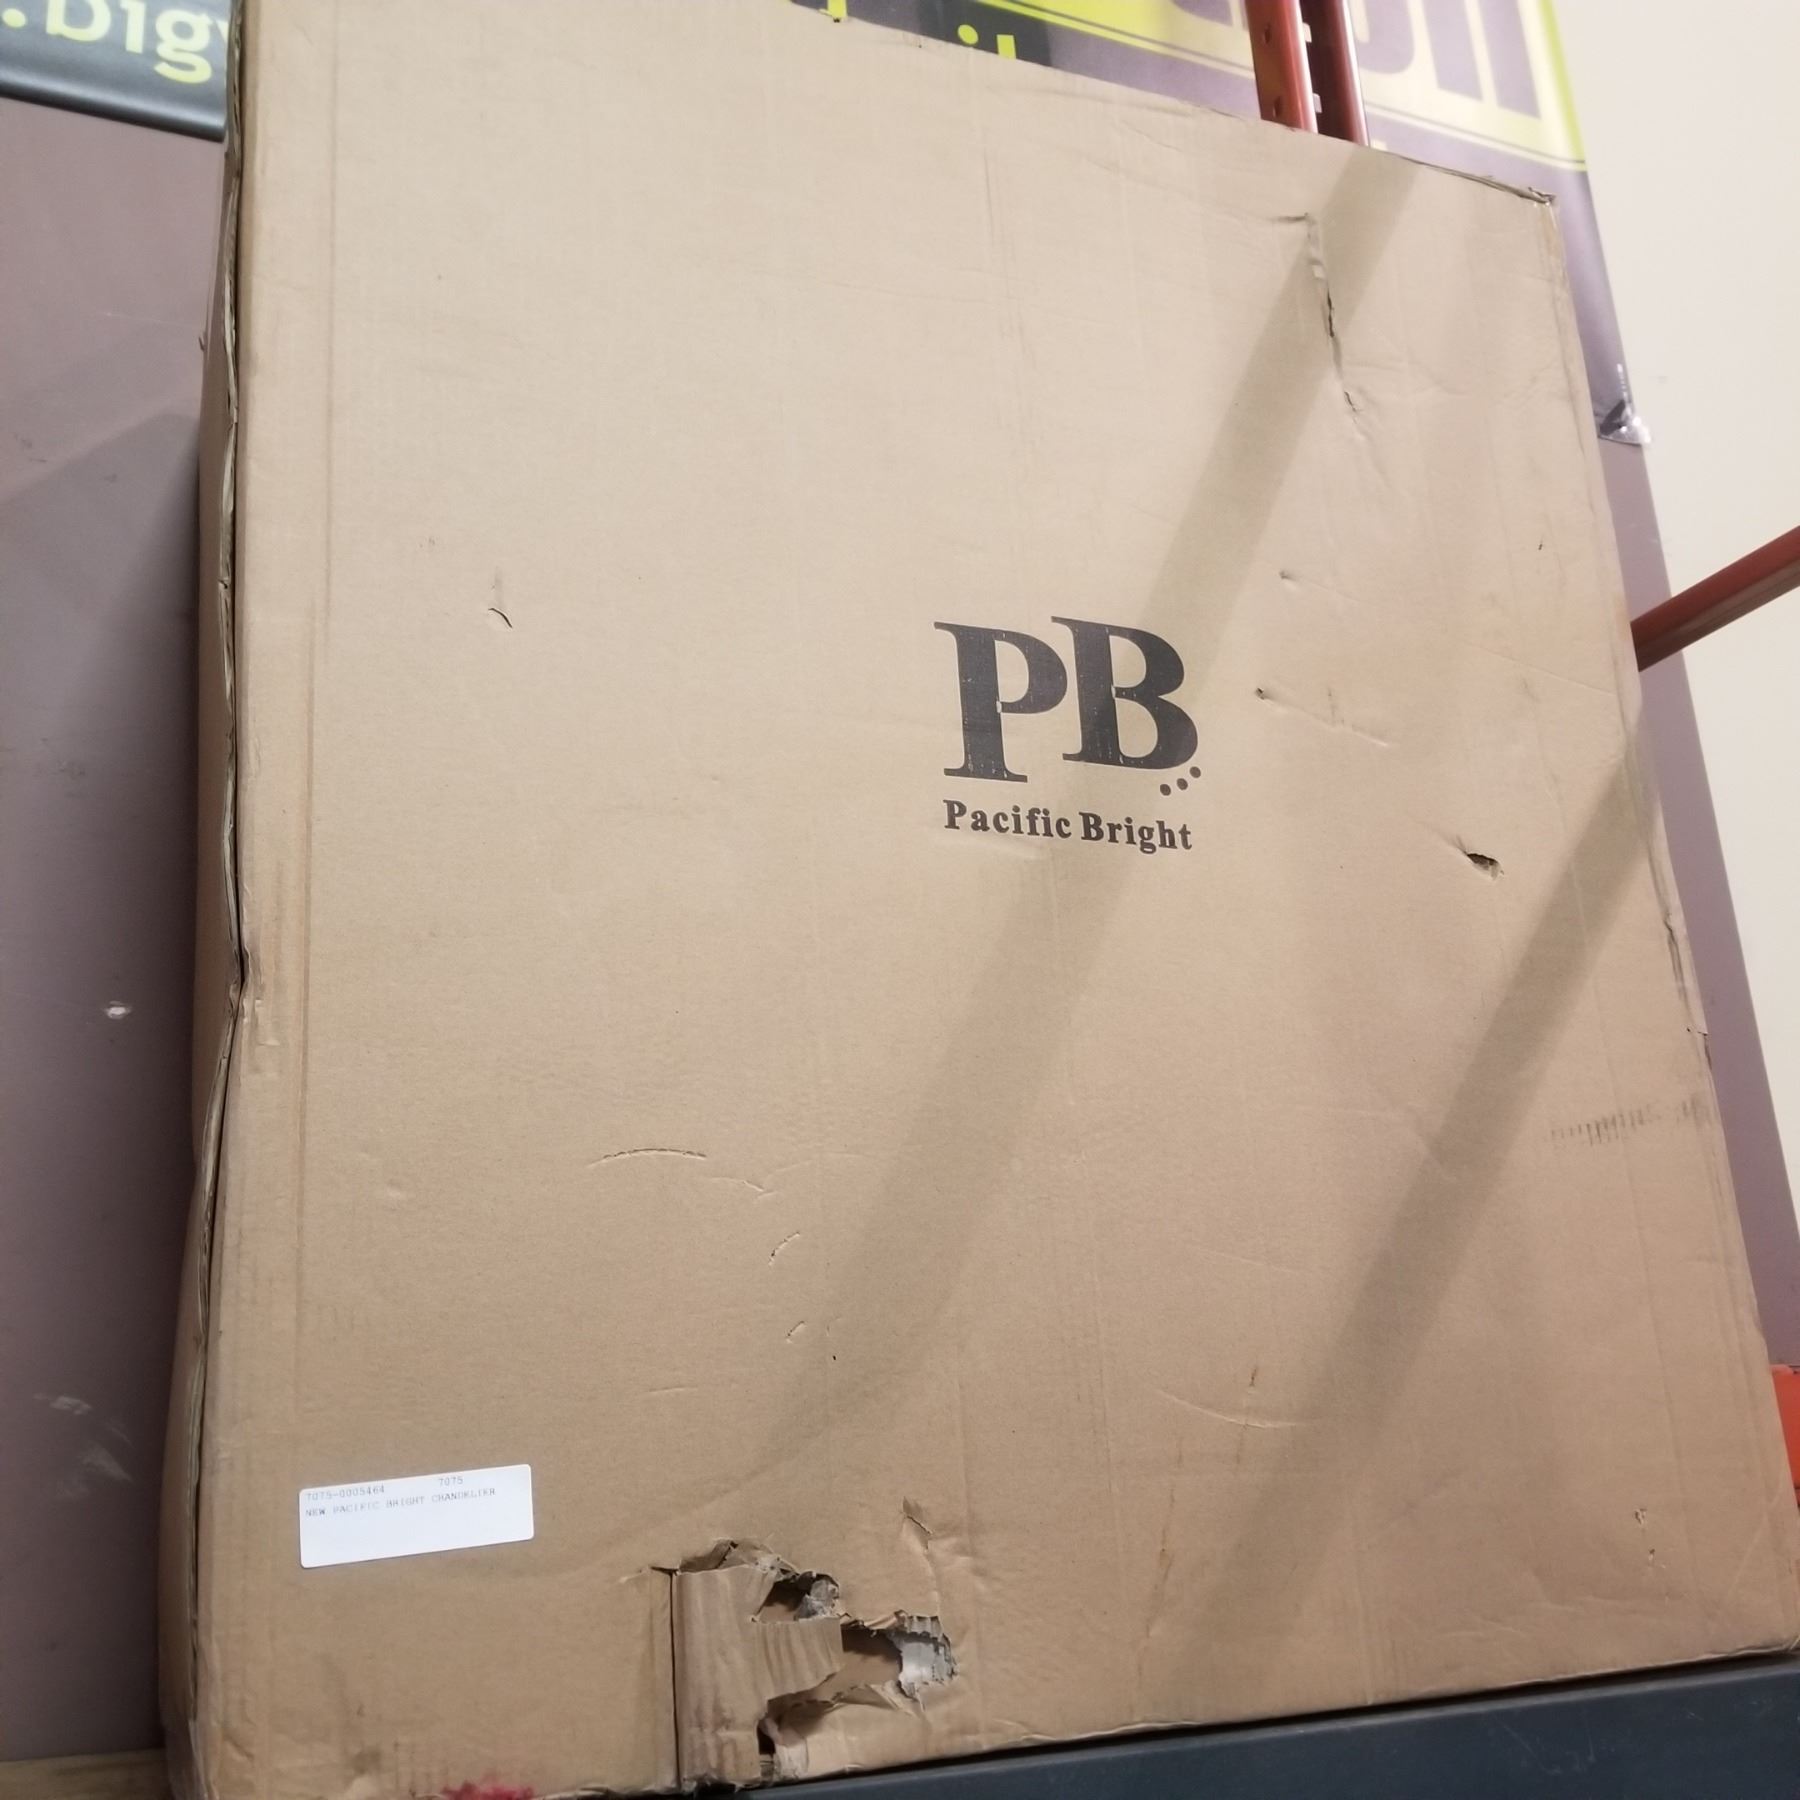 PB
Pacific Bright
7075-0005464 7075
NEW PACIFIC BRIGHT CHANDELIER